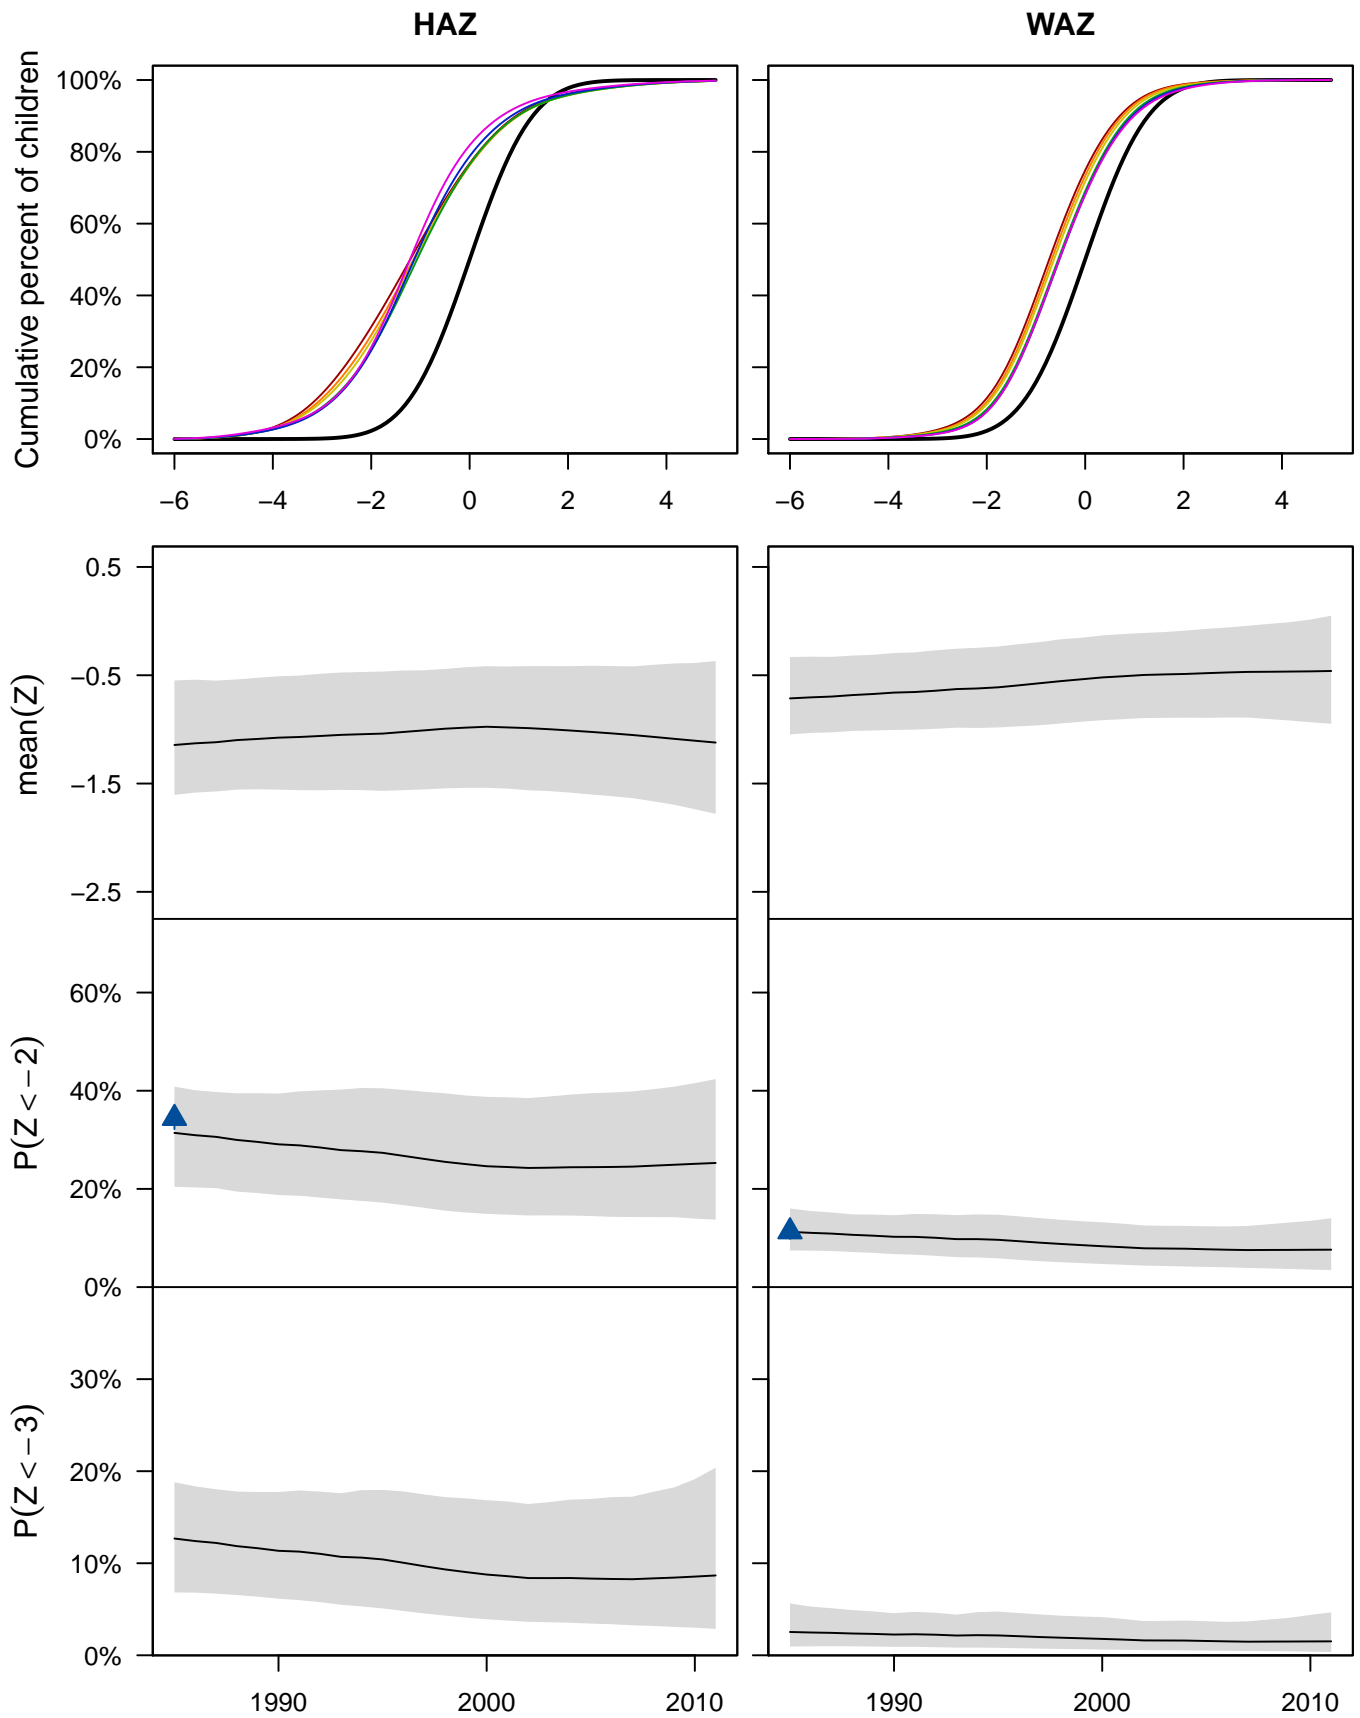 HAZ
WAZ
Cumulative percent of children
100%
80%
60%
40%
20%
0%
−6 −4 −2 0 2 4
−6 −4 −2 0 2 4
mean(Z)
0.5
−0.5
−1.5
−2.5
P(Z < −2)
60%
40%
20%
0%
P(Z < −3)
30%
20%
10%
0%
1990 2000 2010
1990 2000 2010